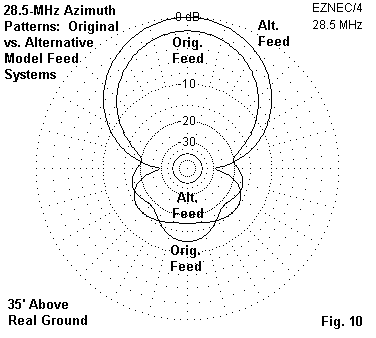 28.5-MHz Azimuth
Patterns: Original
vs. Alternative
Model Feed
Systems
0 dB
Alt.
Feed
EZNEC/4
28.5 MHz
Orig.
Feed
-10
-20
-30
Alt.
Feed
Orig.
Feed
35' Above
Real Ground
Fig. 10